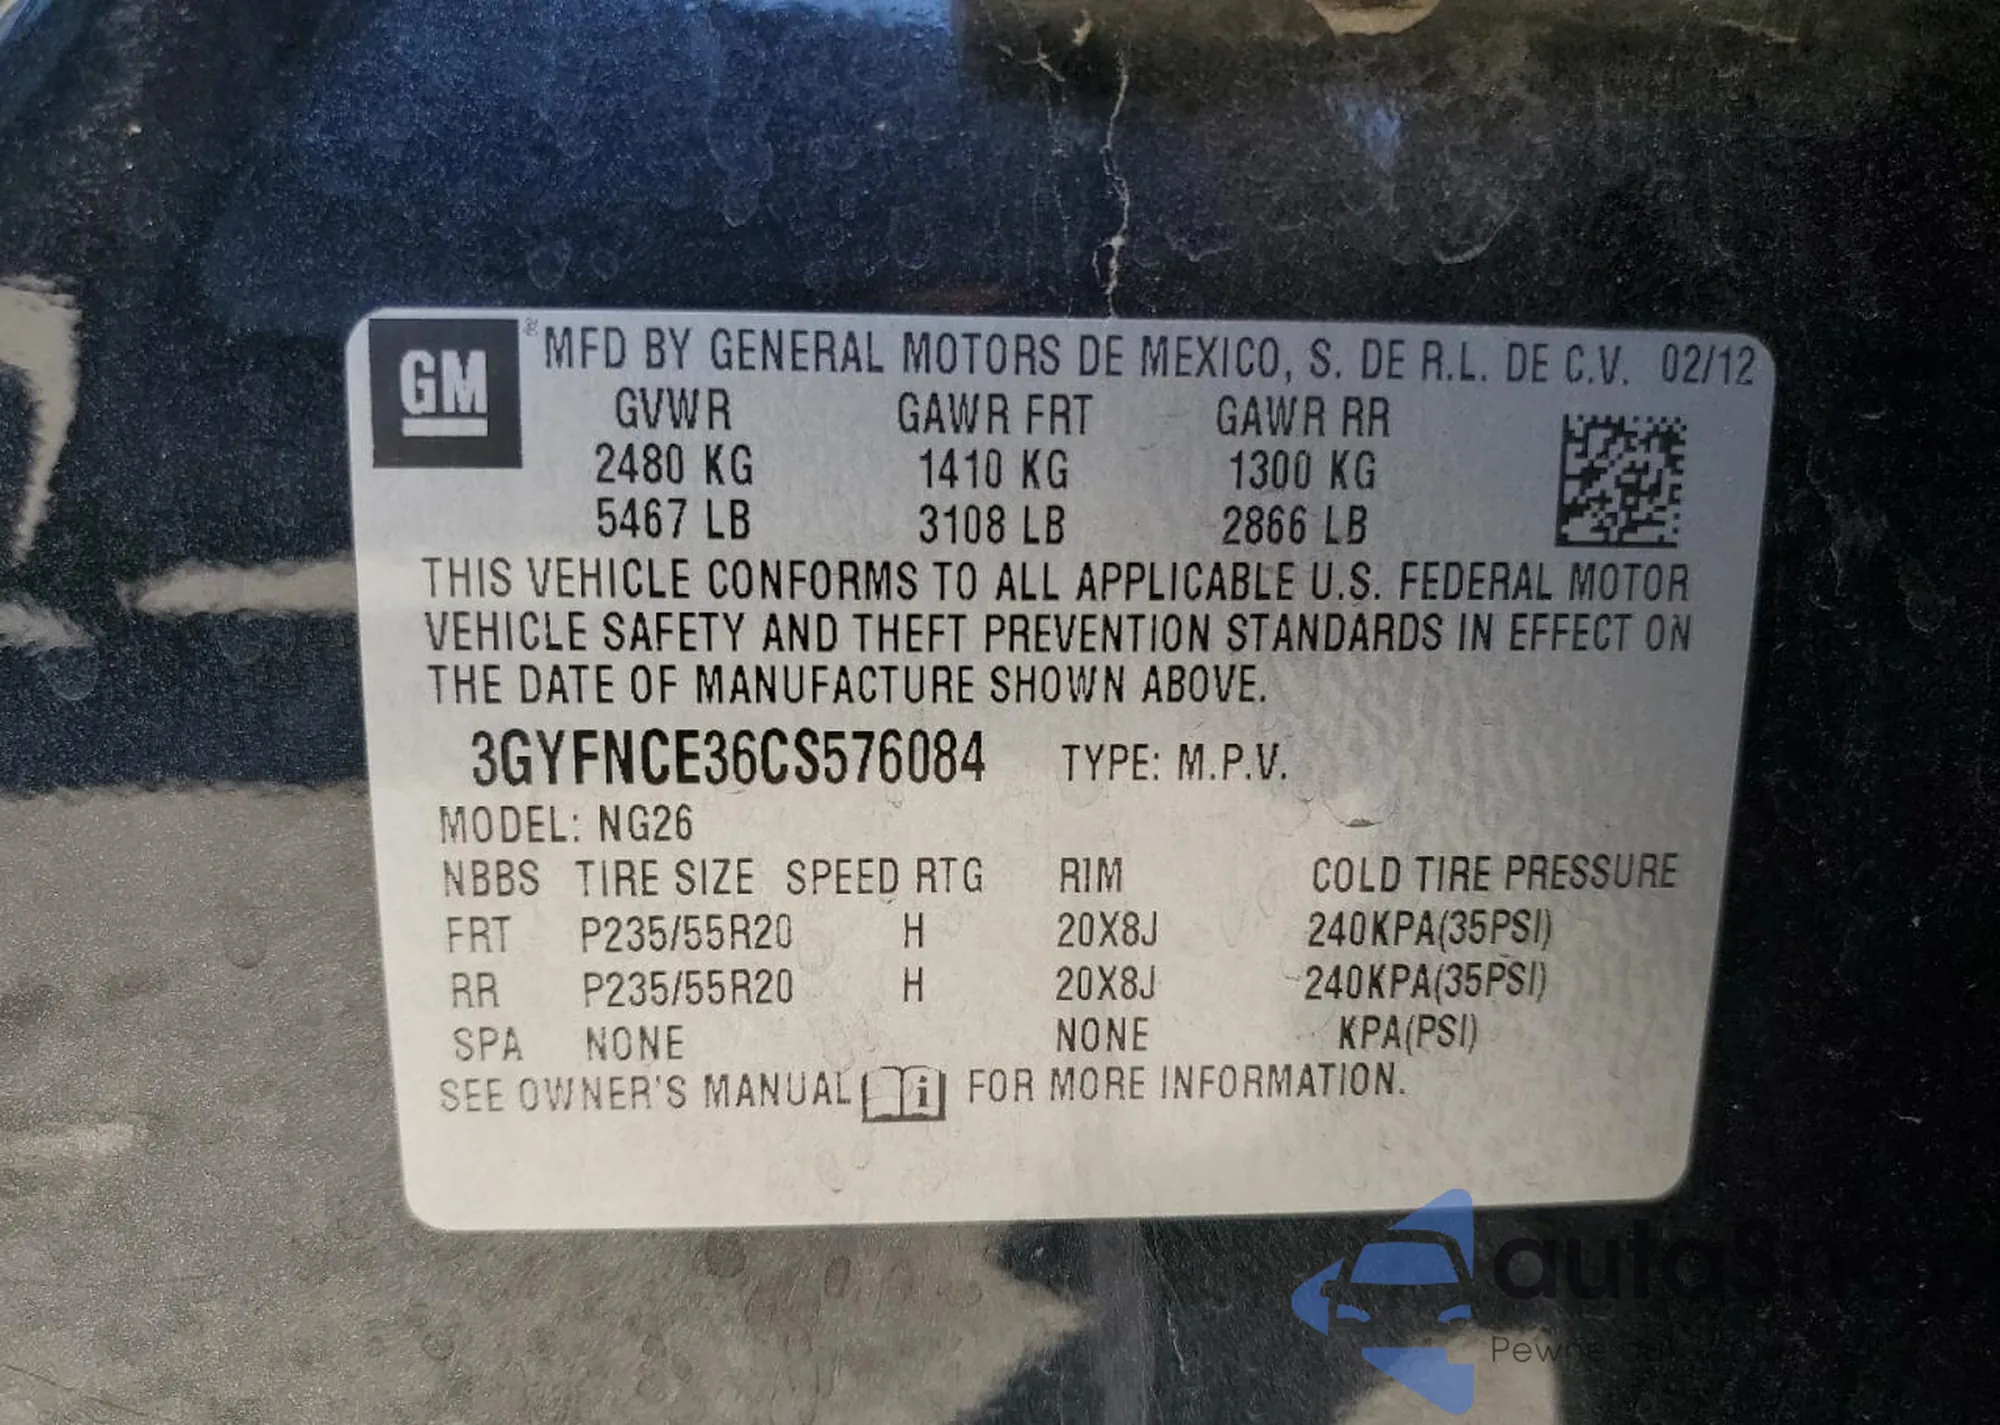 GM
MFD BY GENERAL MOTORS DE MEXICO, S. DE R.L. DE C.V. 02/12
GVWR GAWR FRT GAWR RR
2480 KG 1410 KG 1300 KG
5467 LB 3108 LB 2866 LB
THIS VEHICLE CONFORMS TO ALL APPLICABLE U.S. FEDERAL MOTOR
VEHICLE SAFETY AND THEFT PREVENTION STANDARDS IN EFFECT ON
THE DATE OF MANUFACTURE SHOWN ABOVE.
3GYFNCE36CS576084 TYPE: M.P.V.
MODEL: NG26
NBBS TIRE SIZE SPEED RTG RIM COLD TIRE PRESSURE
FRT P235/55R20 H 20X8J 240KPA(35PSI)
RR P235/55R20 H 20X8J 240KPA(35PSI)
SPA NONE NONE KPA(PSI)
SEE OWNER'S MANUAL i FOR MORE INFORMATION.
autaShop
Pewne